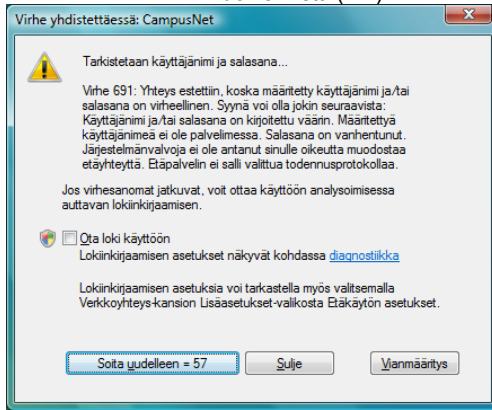 Virhe yhdistettäessä: CampusNet
Tarkistetaan käyttäjänimi ja salasana...
Virhe 691: Yhteys estettiin, koska määritetty käyttäjänimi ja/tai
salasana on virheellinen. Syynä voi olla jokin seuraavista:
Käyttäjänimi ja/tai salasana on kirjoitettu väärin. Määritettyä
käyttäjänimeä ei ole palvelimessa. Salasana on vanhentunut.
Järjestelmänvalvoja ei ole antanut sinulle oikeutta muodostaa
etäyhteyttä. Etäpalvelin ei salli valittua todennusprotokollaa.
Jos virhesanomat jatkuvat, voit ottaa käyttöön analysoimisessa
auttavan lokiinkirjaamisen.
Ota loki käyttöön
Lokiinkirjaamisen asetukset näkyvät kohdassa diagnostiikka
Lokiinkirjaamisen asetuksia voi tarkastella myös valitsemalla
Verkkoyhteys-kansion Lisäasetukset-valikosta Etäkäytön asetukset.
Soita uudelleen = 57
Sulje
Vianmääritys